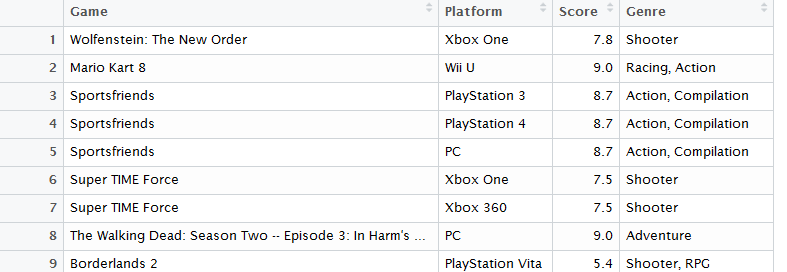 Game Platform Score Genre
1 Wolfenstein: The New Order Xbox One 7.8 Shooter
2 Mario Kart 8 Wii U 9.0 Racing, Action
3 Sportsfriends PlayStation 3 8.7 Action, Compilation
4 Sportsfriends PlayStation 4 8.7 Action, Compilation
5 Sportsfriends PC 8.7 Action, Compilation
6 Super TIME Force Xbox One 7.5 Shooter
7 Super TIME Force Xbox 360 7.5 Shooter
8 The Walking Dead: Season Two -- Episode 3: In Harm's ... PC 9.0 Adventure
9 Borderlands 2 PlayStation Vita 5.4 Shooter, RPG